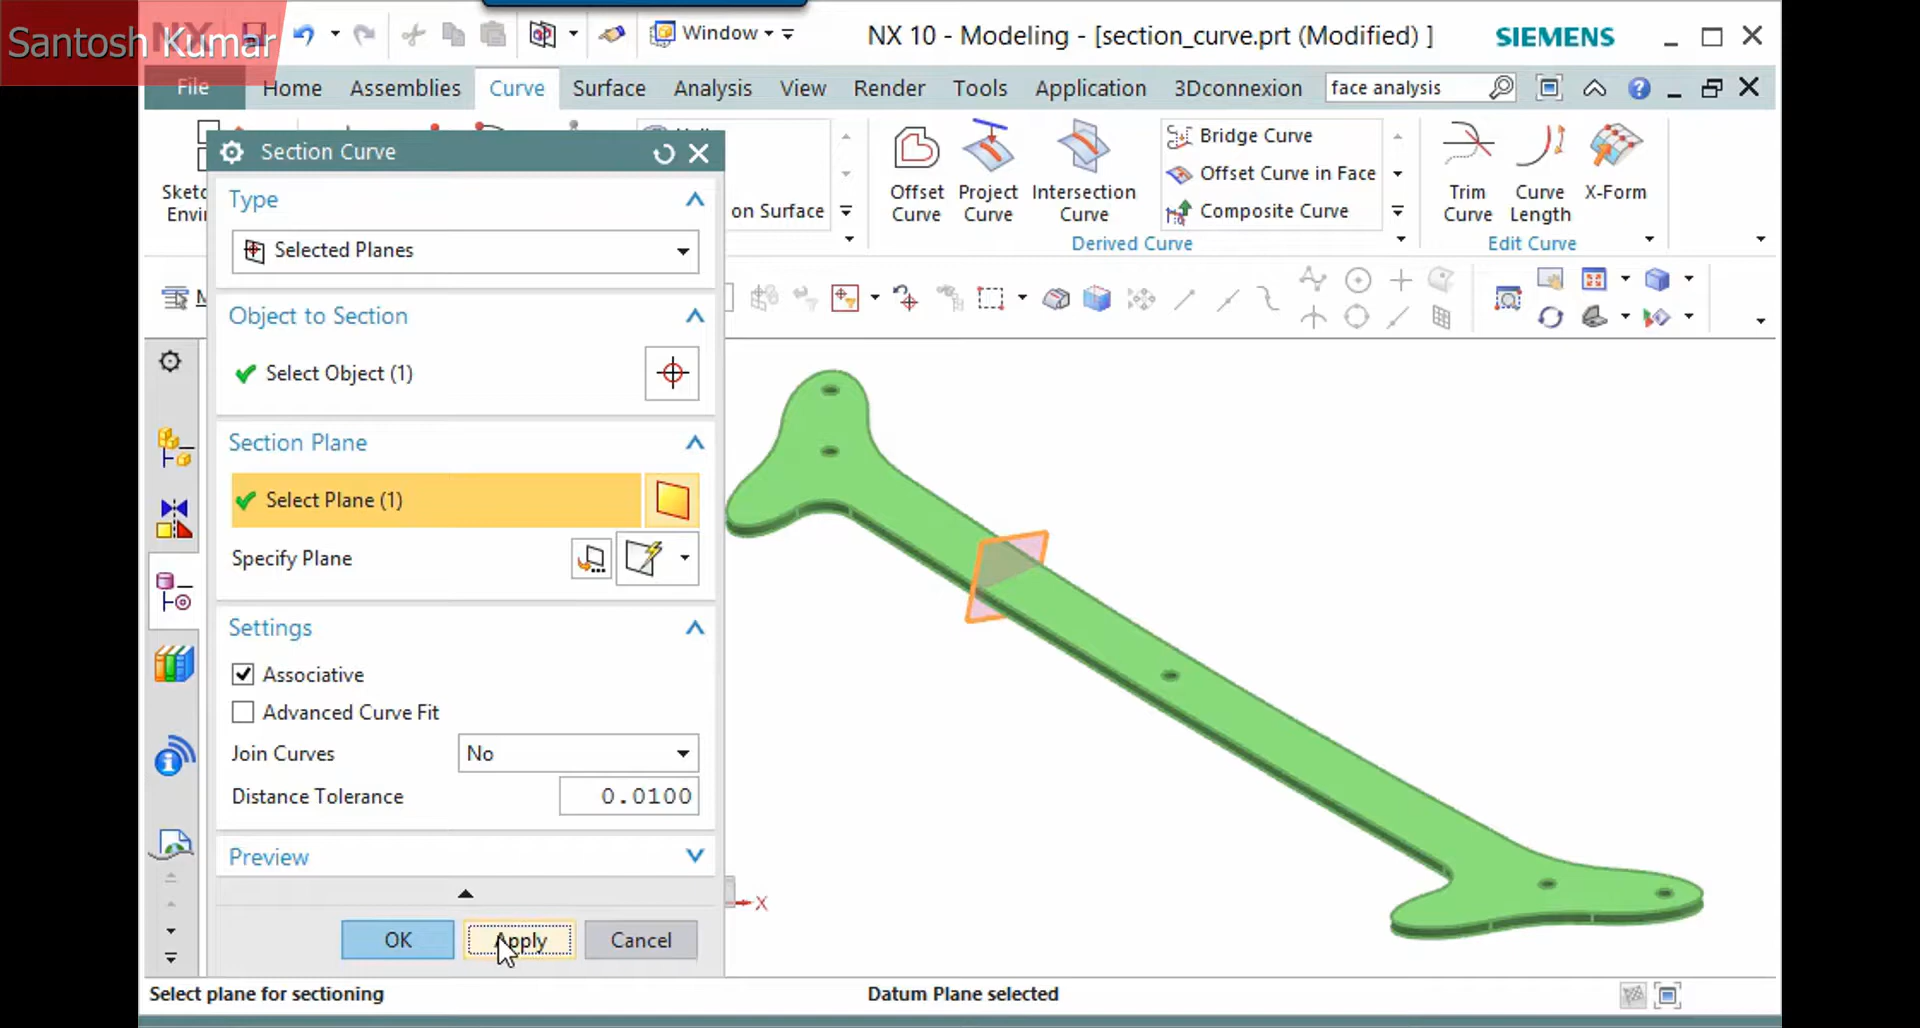 Santosh Kumar
Window
NX 10 - Modeling - [section_curve.prt (Modified) ]
SIEMENS
File
Home
Assemblies
Curve
Surface
Analysis
View
Render
Tools
Application
3Dconnexion
face analysis
Section Curve
on Surface
Offset
Curve
Project
Curve
Intersection
Curve
Bridge Curve
Offset Curve in Face
Composite Curve
Derived Curve
Trim
Curve
Curve
Length
X-Form
Edit Curve
Type
Selected Planes
Object to Section
Select Object (1)
Section Plane
Select Plane (1)
Specify Plane
Settings
Associative
Advanced Curve Fit
Join Curves
No
Distance Tolerance
0.0100
Preview
OK
Apply
Cancel
X
Select plane for sectioning
Datum Plane selected